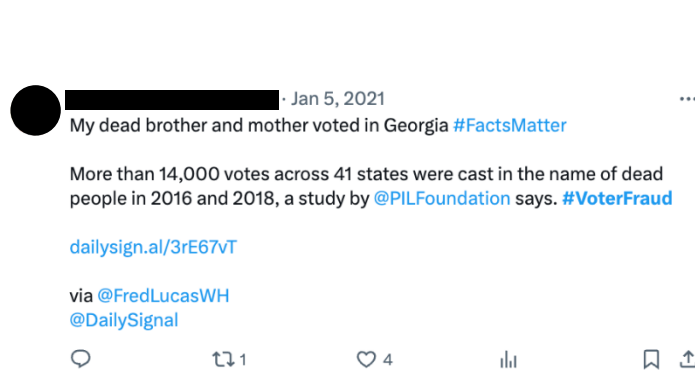 · Jan 5, 2021
My dead brother and mother voted in Georgia #FactsMatter
More than 14,000 votes across 41 states were cast in the name of dead
people in 2016 and 2018, a study by @PILFoundation says. #VoterFraud
dailysign.al/3rE67vT
via @FredLucasWH
@DailySignal
1 4